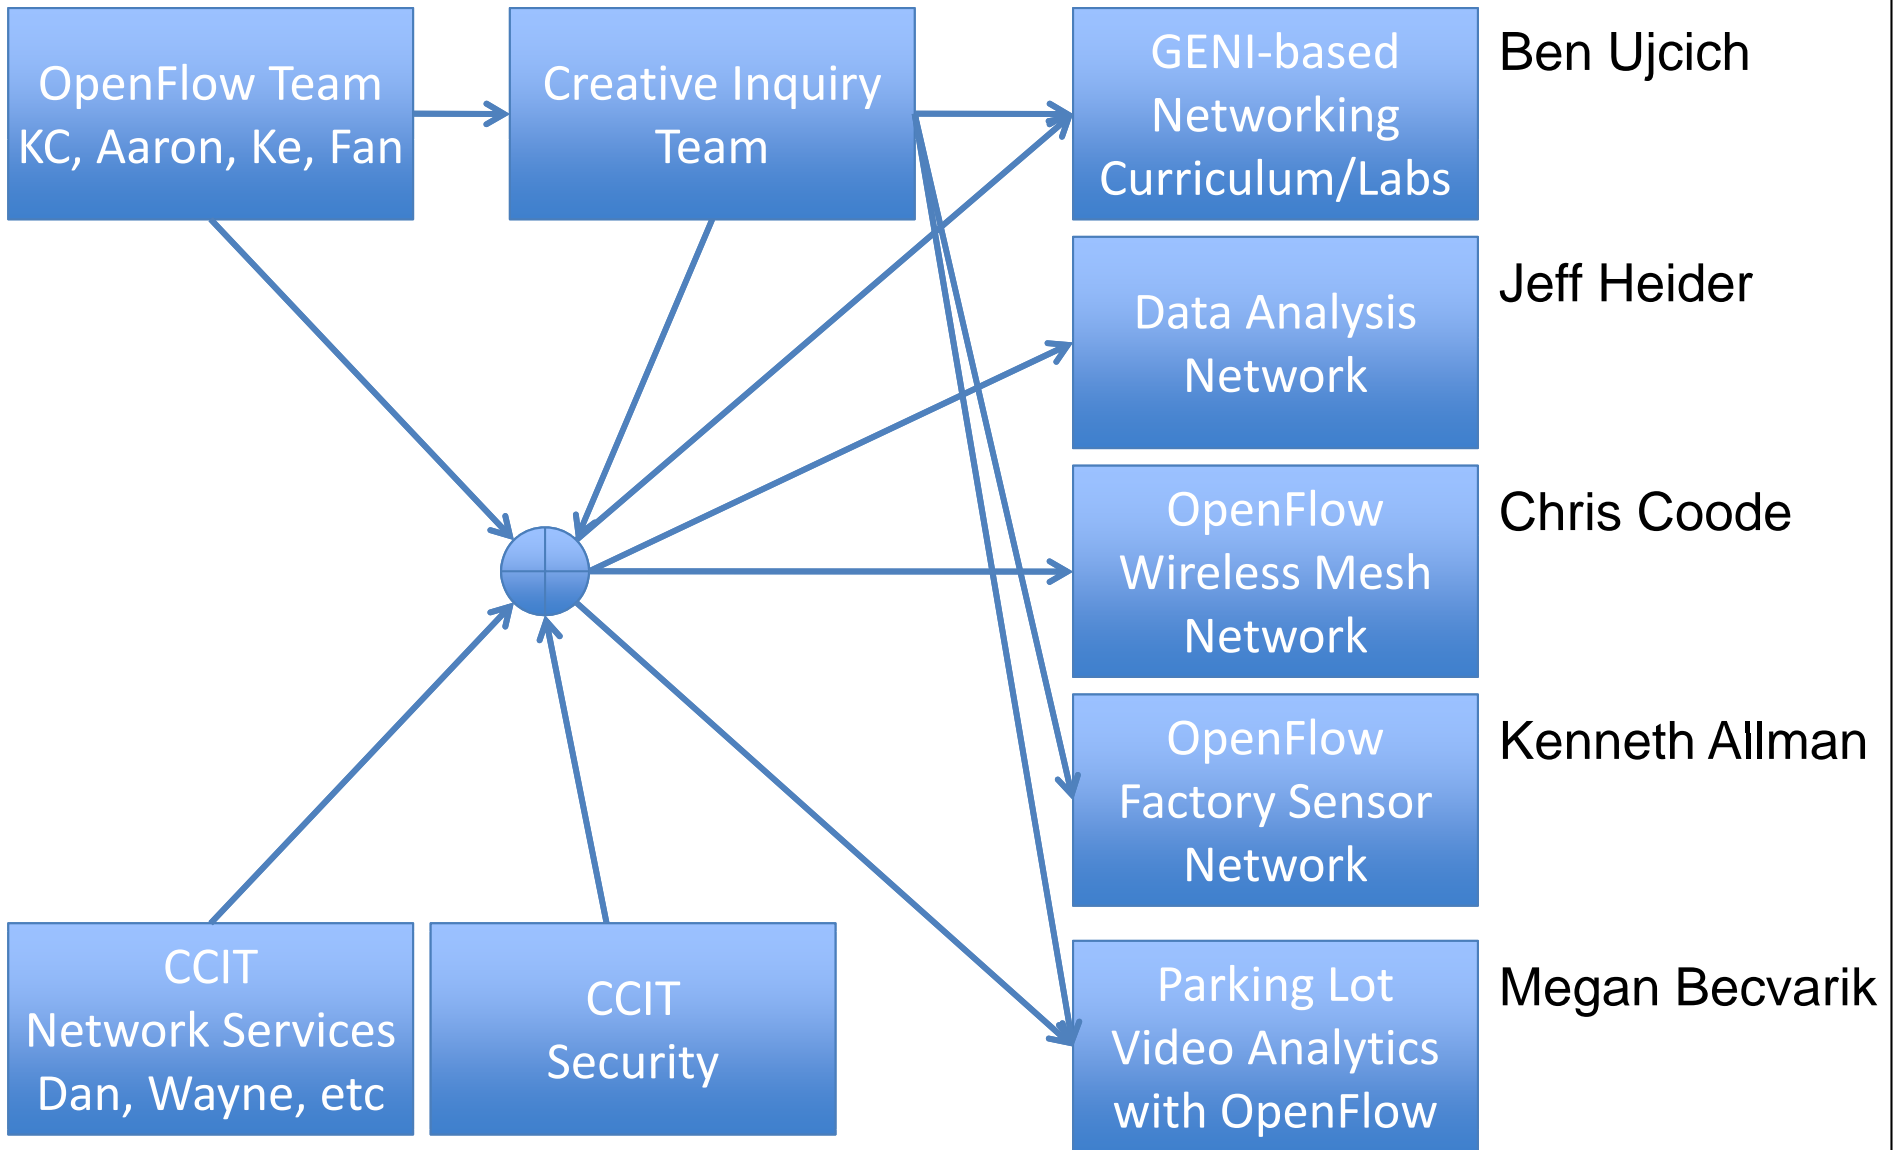 OpenFlow Team
KC, Aaron, Ke, Fan
Creative Inquiry
Team
GENI-based
Networking
Curriculum/Labs
Ben Ujcich
Data Analysis
Network
Jeff Heider
OpenFlow
Wireless Mesh
Network
Chris Coode
OpenFlow
Factory Sensor
Network
Kenneth Allman
CCIT
Network Services
Dan, Wayne, etc
CCIT
Security
Parking Lot
Video Analytics
with OpenFlow
Megan Becvarik